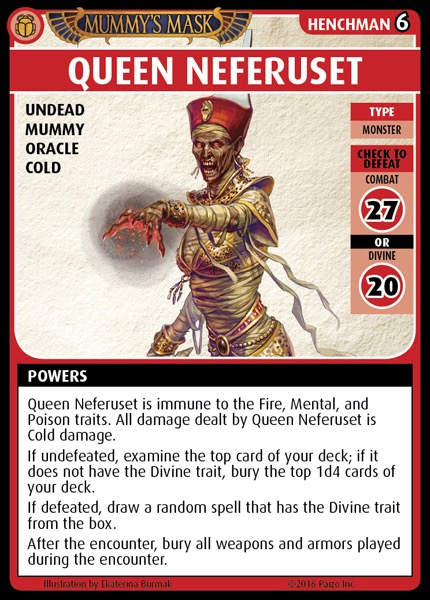 MUMMY'S MASK
HENCHMAN 6
QUEEN NEFERUSET
UNDEAD
MUMMY
ORACLE
COLD
TYPE
MONSTER
CHECK TO
DEFEAT
COMBAT
27
OR
DIVINE
20
POWERS
Queen Neferuset is immune to the Fire, Mental, and
Poison traits. All damage dealt by Queen Neferuset is
Cold damage.
If undefeated, examine the top card of your deck; if it
does not have the Divine trait, bury the top 1d4 cards of
your deck.
If defeated, draw a random spell that has the Divine trait
from the box.
After the encounter, bury all weapons and armors played
during the encounter.
Illustration by Ekaterina Burmak
©2016 Paizo Inc.